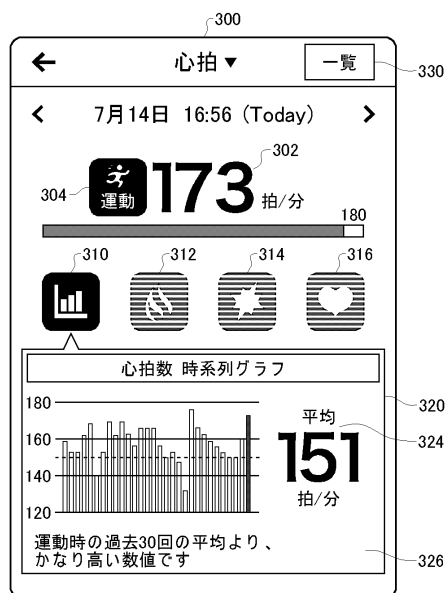 300
← 心拍▼ 一覧
330
< 7月14日 16:56 (Today) >
302
304
運動 173 拍/分
180
310 312 314 316
心拍数 時系列グラフ
320
180
160
140
120
平均
324
151
拍/分
運動時の過去30回の平均より、
かなり高い数値です
326